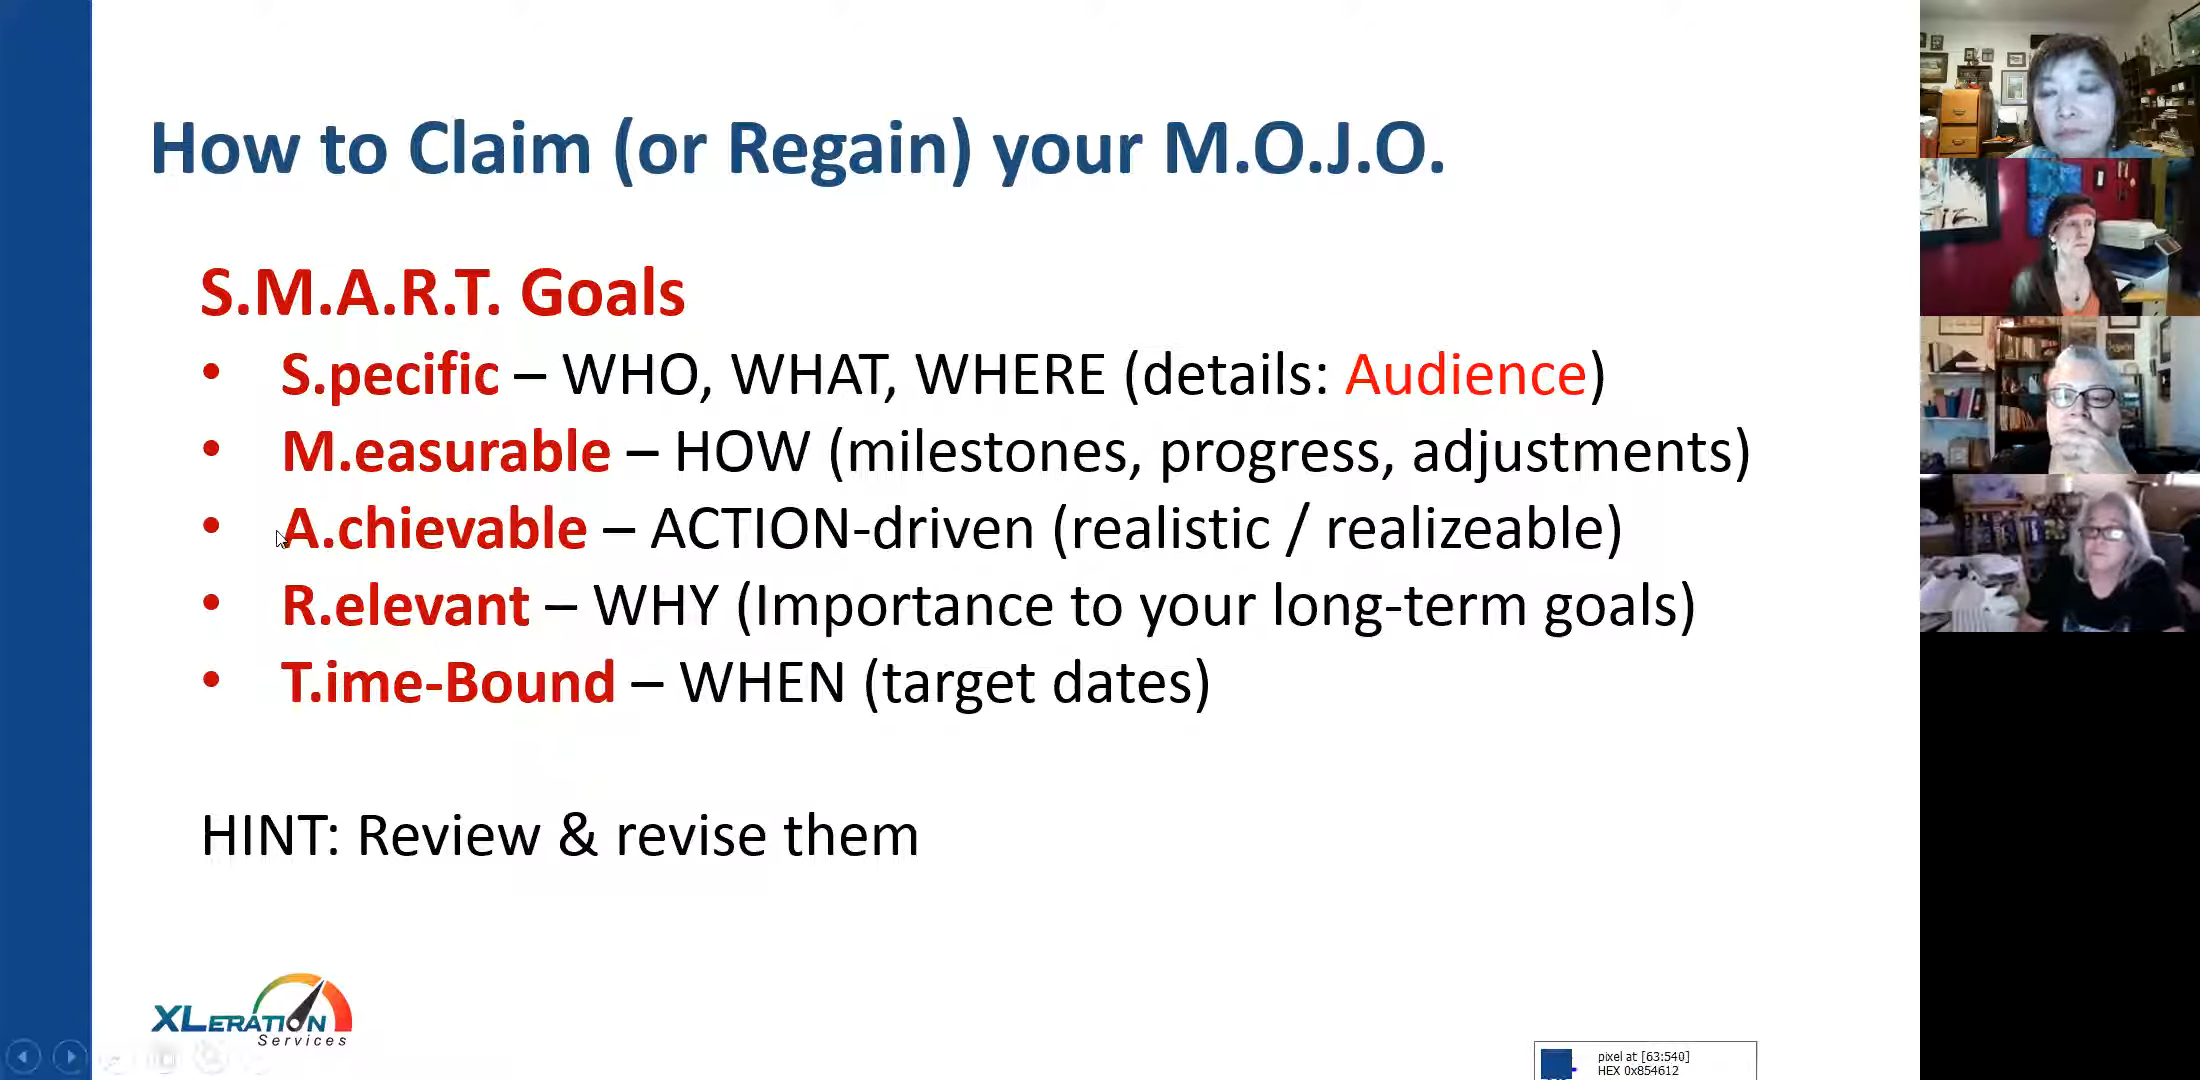 How to Claim (or Regain) your M.O.J.O.
S.M.A.R.T. Goals
• S.pecific – WHO, WHAT, WHERE (details: Audience)
• M.easurable – HOW (milestones, progress, adjustments)
• A.chievable – ACTION-driven (realistic / realizeable)
• R.elevant – WHY (Importance to your long-term goals)
• T.ime-Bound – WHEN (target dates)
HINT: Review & revise them
XLERATION
Services
pixel at [63:540]
HEX 0x854612